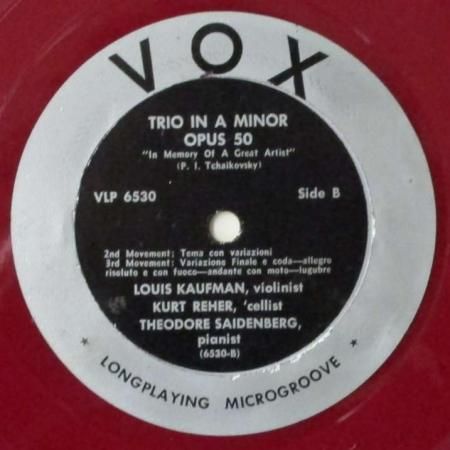 VOX
TRIO IN A MINOR
OPUS 50
"In Memory Of A Great Artist"
(P. I. Tchaikovsky)
VLP 6530 Side B
2nd Movement; Tema con variazioni
3rd Movement: Variazione Finale e coda—allegro
risoluto e con fuoco—andante con moto—lugubre
LOUIS KAUFMAN, violinist
KURT REHER, 'cellist
THEODORE SAIDENBERG,
pianist
(6530-B)
* LONGPLAYING MICROGROOVE *